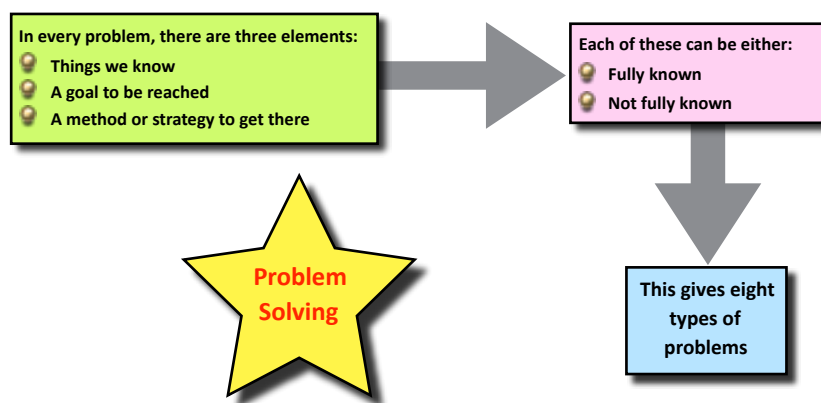 In every problem, there are three elements:
Things we know
A goal to be reached
A method or strategy to get there
Each of these can be either:
Fully known
Not fully known
Problem
Solving
This gives eight
types of
problems